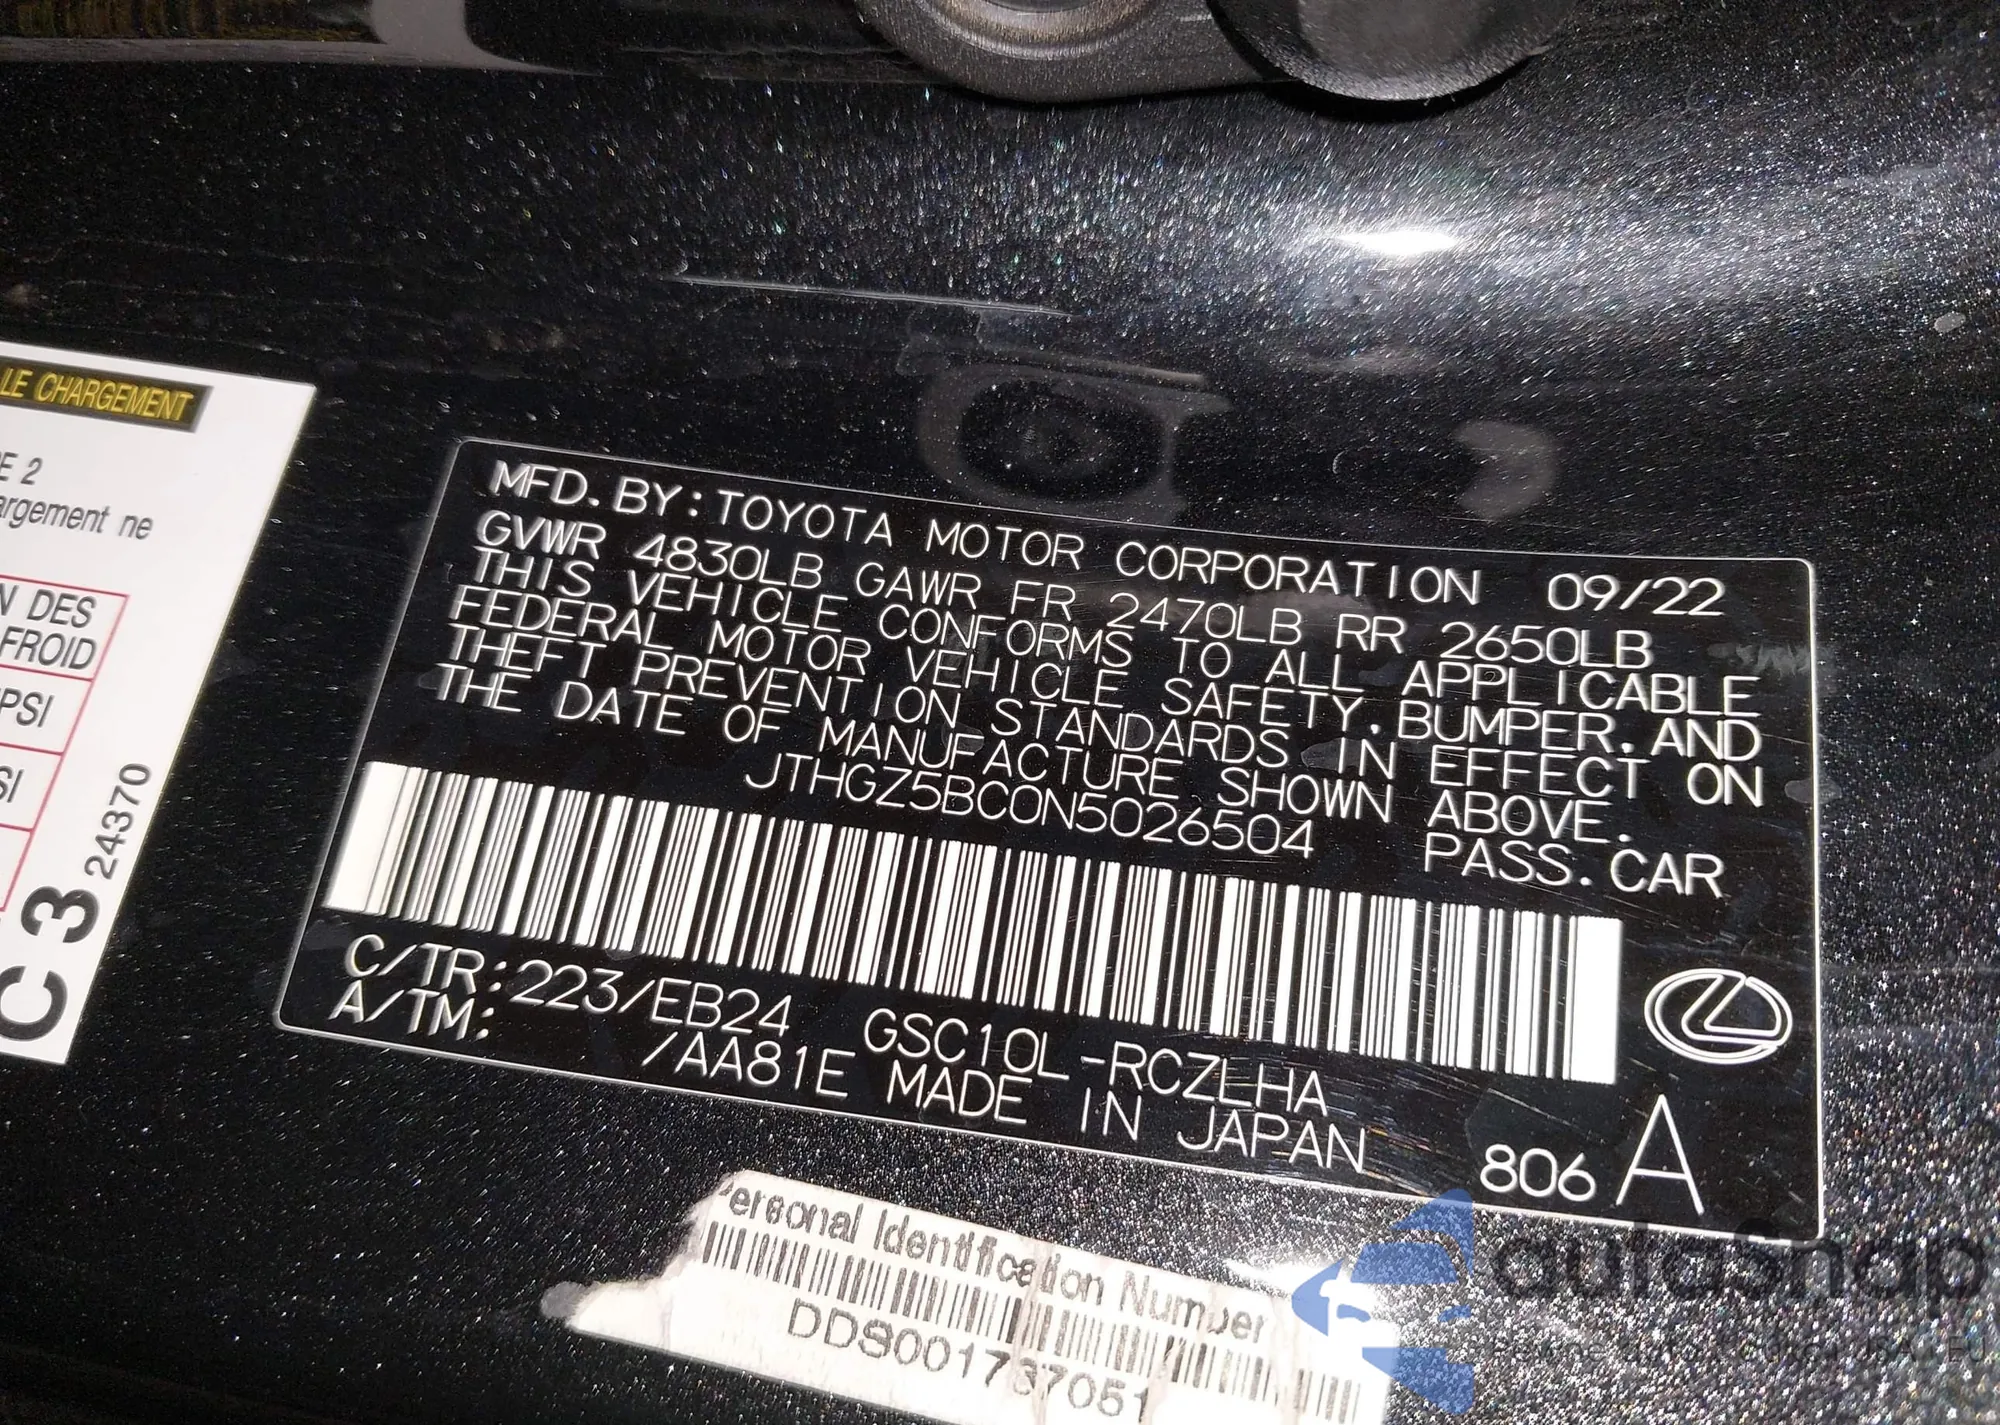 LE CHARGEMENT
E 2
argement ne
N DES
FROID
PSI
SI
C3 24370
MFD. BY: TOYOTA MOTOR CORPORATION 09/22
GVWR 4830LB GAWR FR 2470LB RR 2650LB
THIS VEHICLE CONFORMS TO ALL APPLICABLE
FEDERAL MOTOR VEHICLE SAFETY, BUMPER, AND
THEFT PREVENTION STANDARDS IN EFFECT ON
THE DATE OF MANUFACTURE SHOWN ABOVE.
JTHGZ5BC0N5026504 PASS. CAR
C/TR: 223/EB24 GSC10L-RCZLHA
A/TM: /AA81E MADE IN JAPAN
806 A
Personal Identification Number
DDS001737051
autosnap